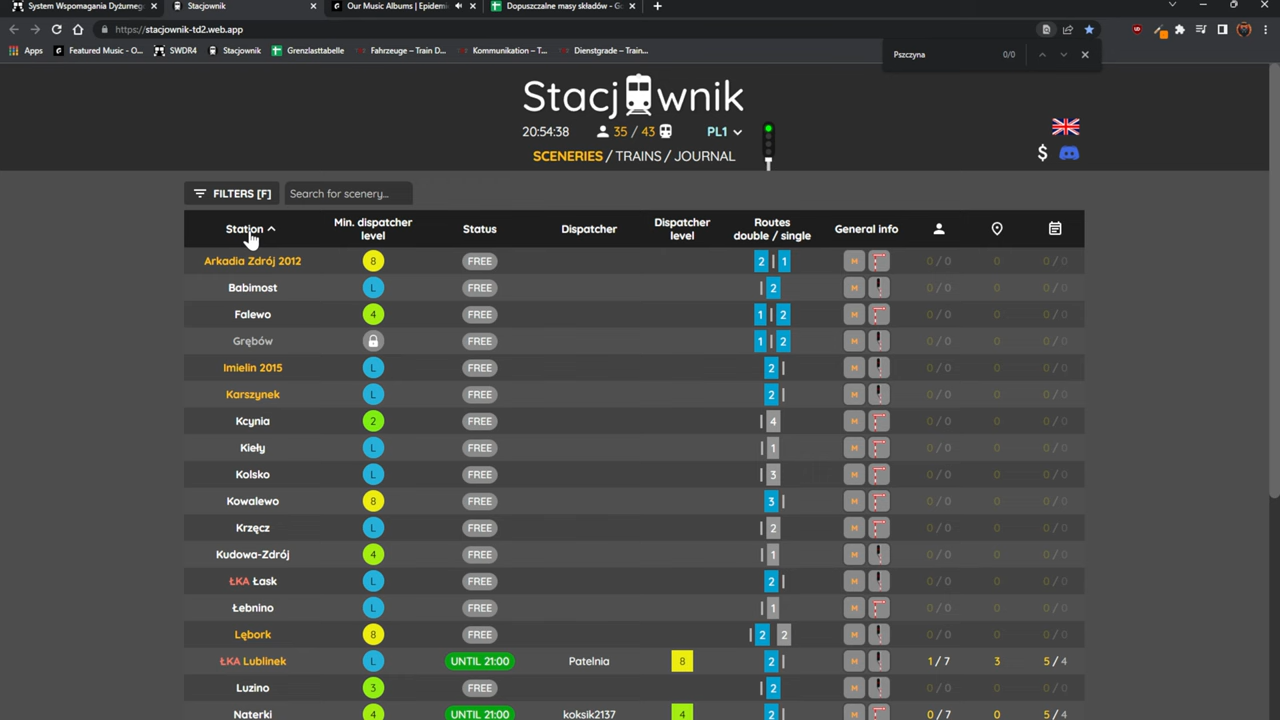 System Wspomagania Dyżurnego
Stacjownik
Our Music Albums | Epidem
Dopuszczalne masy składów - Go
https://stacjownik-td2.web.app
Apps
Featured Music - O...
SWDR4
Stacjownik
Grenzlasttabelle
Fahrzeuge – Train D...
Kommunikation – T...
Dienstgrade – Train...
Pszczyna 0/0
Stacjownik
20:54:38 35 / 43 PL1
SCENERIES / TRAINS / JOURNAL
$
FILTERS [F] Search for scenery...
Station Min. dispatcher level Status Dispatcher Dispatcher level Routes double / single General info
Arkadia Zdrój 2012 8 FREE 2 | 1 M 0 / 0 0 0 / 0
Babimost L FREE | 2 M 0 / 0 0 0 / 0
Falewo 4 FREE 1 | 2 M 0 / 0 0 0 / 0
Grębów FREE 1 | 2 M 0 / 0 0 0 / 0
Imielin 2015 L FREE 2 | M 0 / 0 0 0 / 0
Karszynek L FREE 2 | M 0 / 0 0 0 / 0
Kcynia 2 FREE | 4 M 0 / 0 0 0 / 0
Kieły L FREE | 1 M 0 / 0 0 0 / 0
Kolsko L FREE | 3 M 0 / 0 0 0 / 0
Kowalewo 8 FREE 3 | M 0 / 0 0 0 / 0
Krzęcz L FREE | 2 M 0 / 0 0 0 / 0
Kudowa-Zdrój 4 FREE | 1 M 0 / 0 0 0 / 0
ŁKA Łask L FREE 2 | M 0 / 0 0 0 / 0
Łebnino L FREE | 1 M 0 / 0 0 0 / 0
Lębork 8 FREE | 2 2 M 0 / 0 0 0 / 0
ŁKA Lublinek L UNTIL 21:00 Patelnia 8 2 | M 1 / 7 3 5 / 4
Luzino 3 FREE | 2 M 0 / 0 0 0 / 0
Naterki 4 UNTIL 21:00 koksik2137 4 2 | M 0 / 7 0 5 / 4